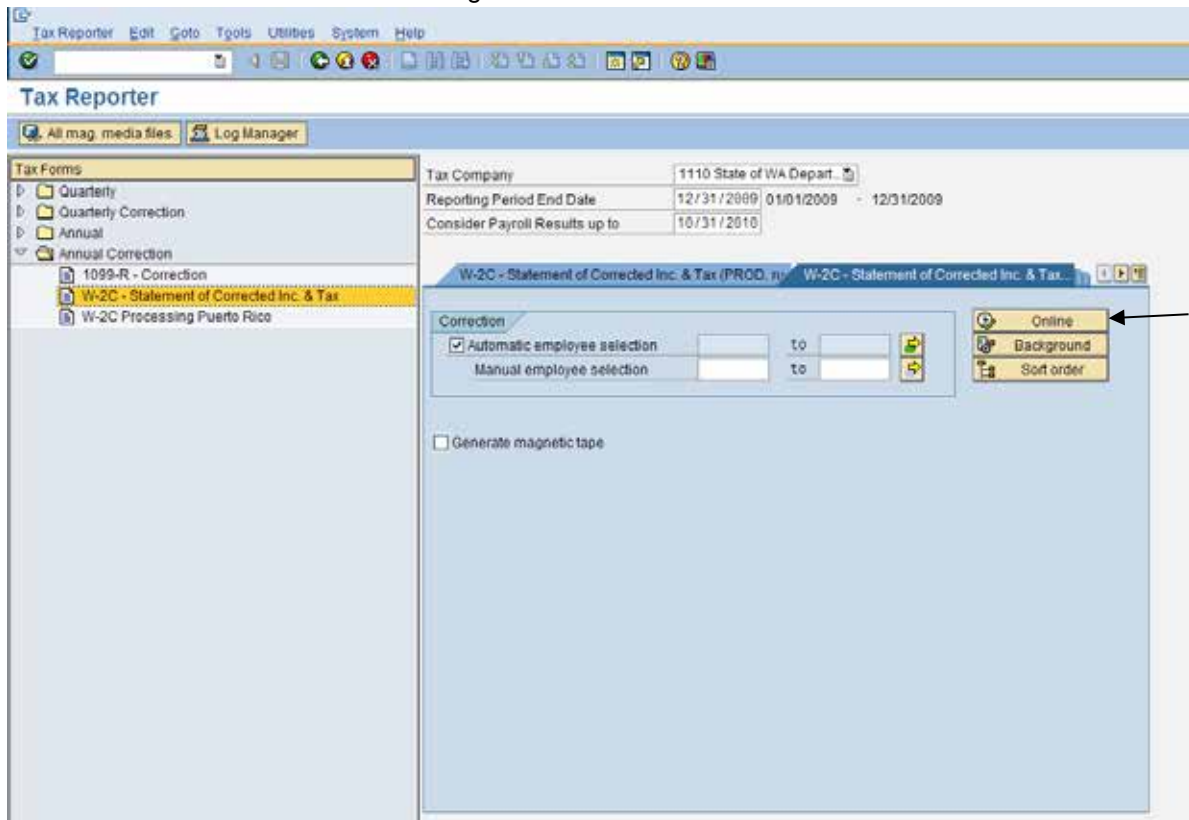 Tax Reporter Edit Goto Tools Utilities System Help
Tax Reporter
All mag. media files Log Manager
Tax Forms
Quarterly
Quarterly Correction
Annual
Annual Correction
1099-R - Correction
W-2C - Statement of Corrected Inc. & Tax
W-2C Processing Puerto Rico
Tax Company 1110 State of WA Depart..
Reporting Period End Date 12/31/2009 01/01/2009 - 12/31/2009
Consider Payroll Results up to 10/31/2010
W-2C - Statement of Corrected Inc. & Tax (PROD, W-2C - Statement of Corrected Inc. & Tax...
Correction
Automatic employee selection to
Manual employee selection to
Online
Background
Sort order
Generate magnetic tape